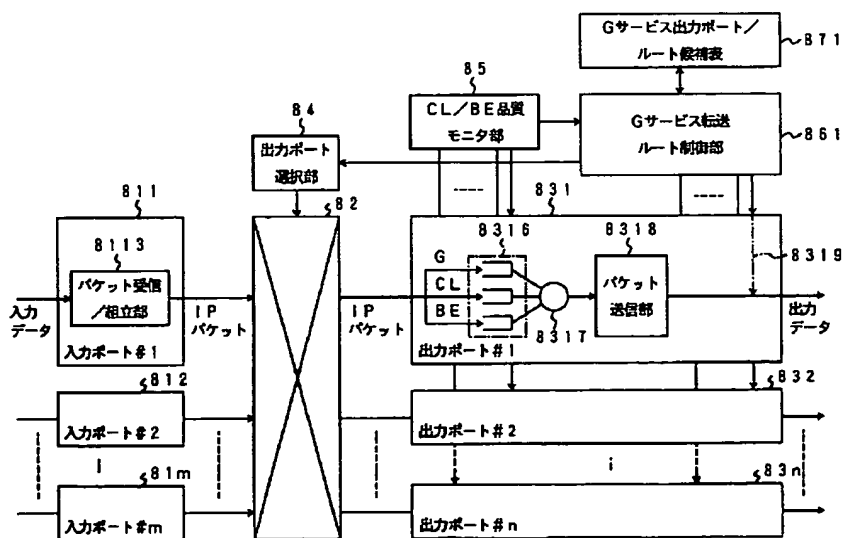 Gサービス出力ポート／
ルート候補表
871
85
CL／BE品質
モニタ部
84
出力ポート
選択部
Gサービス転送
ルート制御部
861
811
82
831
8113
パケット受信
／組立部
入力
データ
入力ポート#1
IP
パケット
IP
パケット
8316
G
CL
BE
8317
8318
パケット
送信部
8319
出力
データ
出力ポート#1
812
入力ポート#2
832
出力ポート#2
i
i
81m
入力ポート#m
83n
出力ポート#n